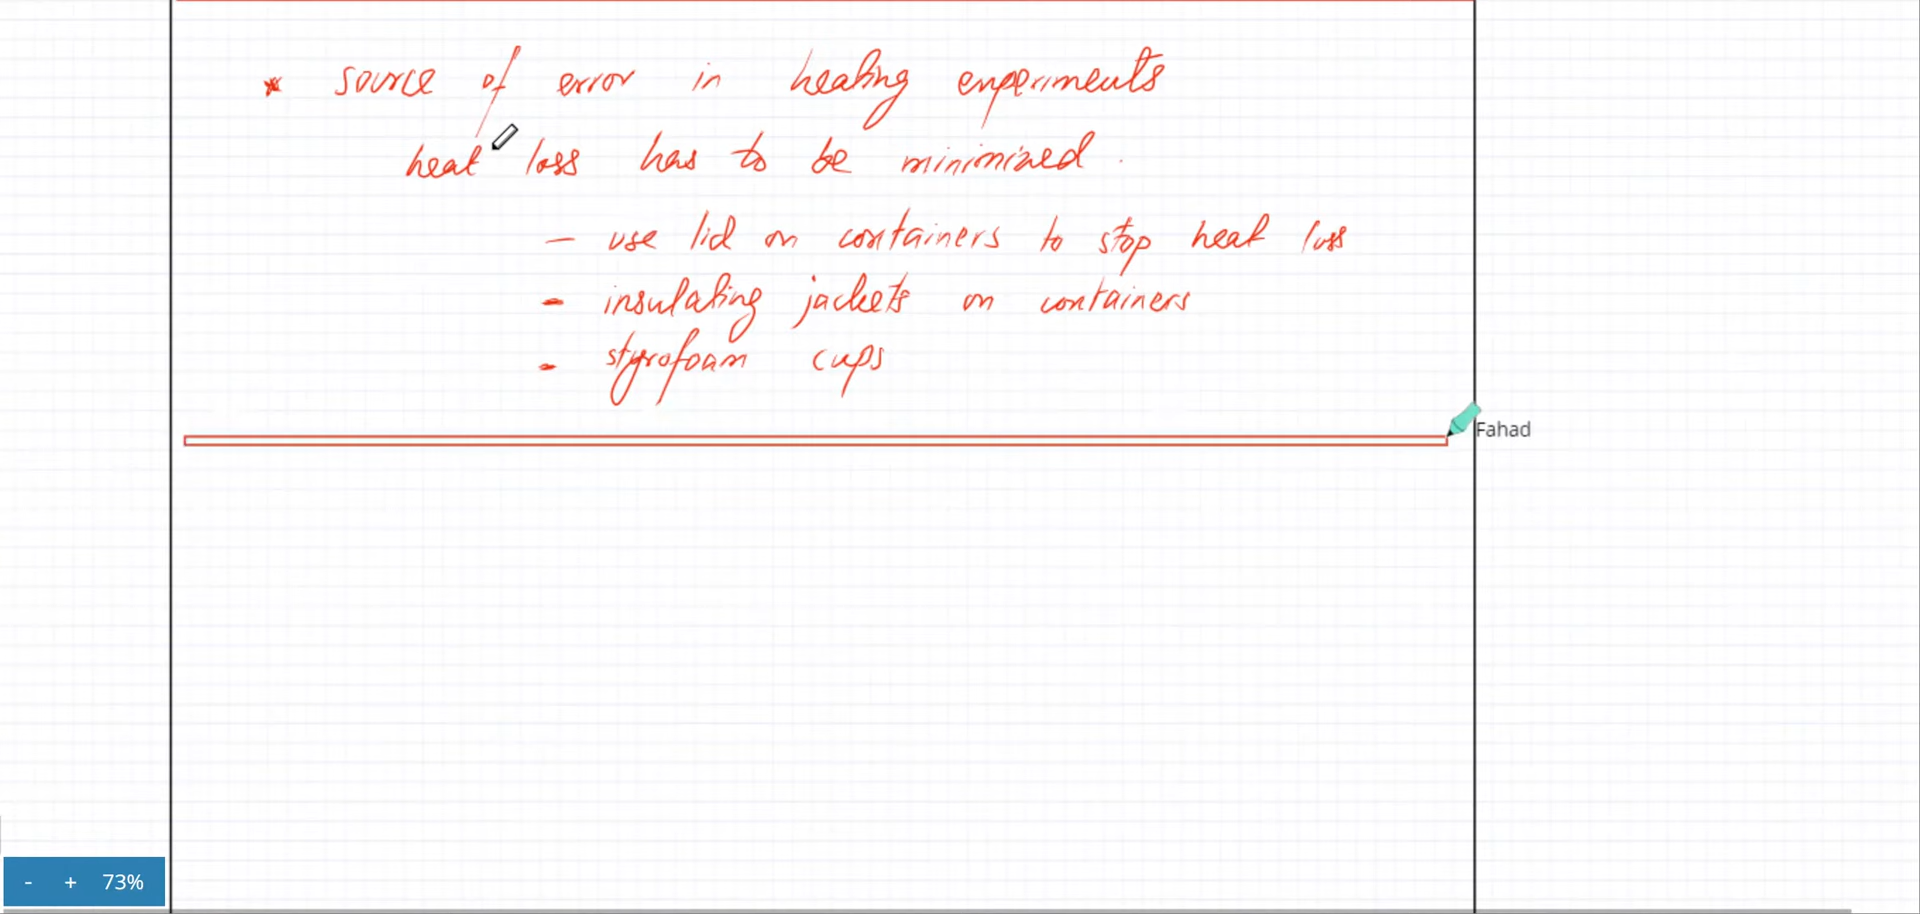 * source of error in heating experiments
heat loss has to be minimized.
- use lid on containers to stop heat loss
- insulating jackets on containers
- styrofoam cups
Fahad
- + 73%